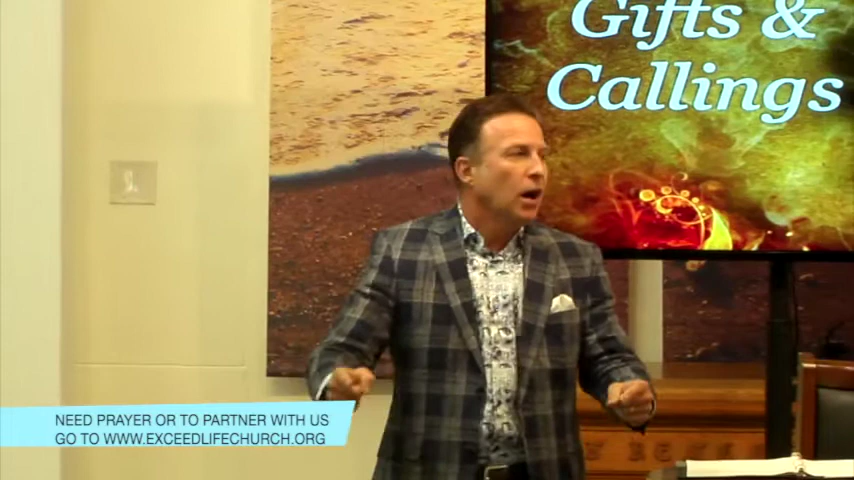 Gifts &
Callings
NEED PRAYER OR TO PARTNER WITH US
GO TO WWW.EXCEEDLIFECHURCH.ORG